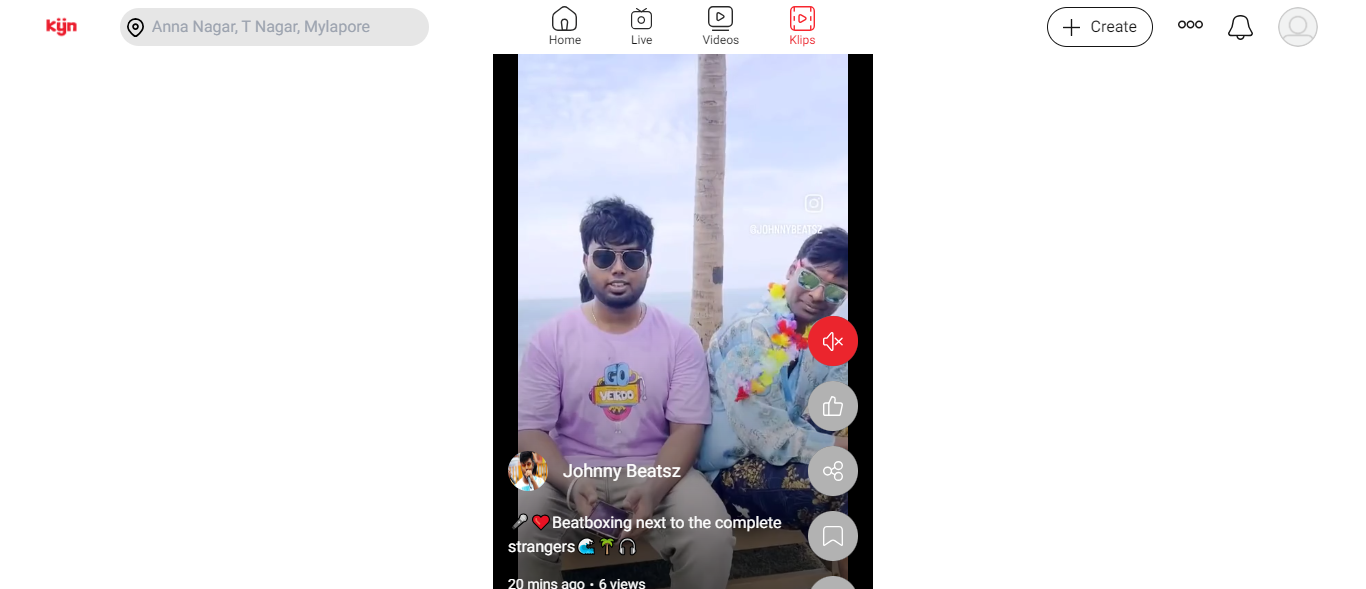 kijn
Anna Nagar, T Nagar, Mylapore
Home
Live
Videos
Klips
Create
@JOHNNYBEATSZ
GO
VEIRDO
Johnny Beatsz
🎤❤️Beatboxing next to the complete
strangers🌊🌴🎧
20 mins ago • 6 views